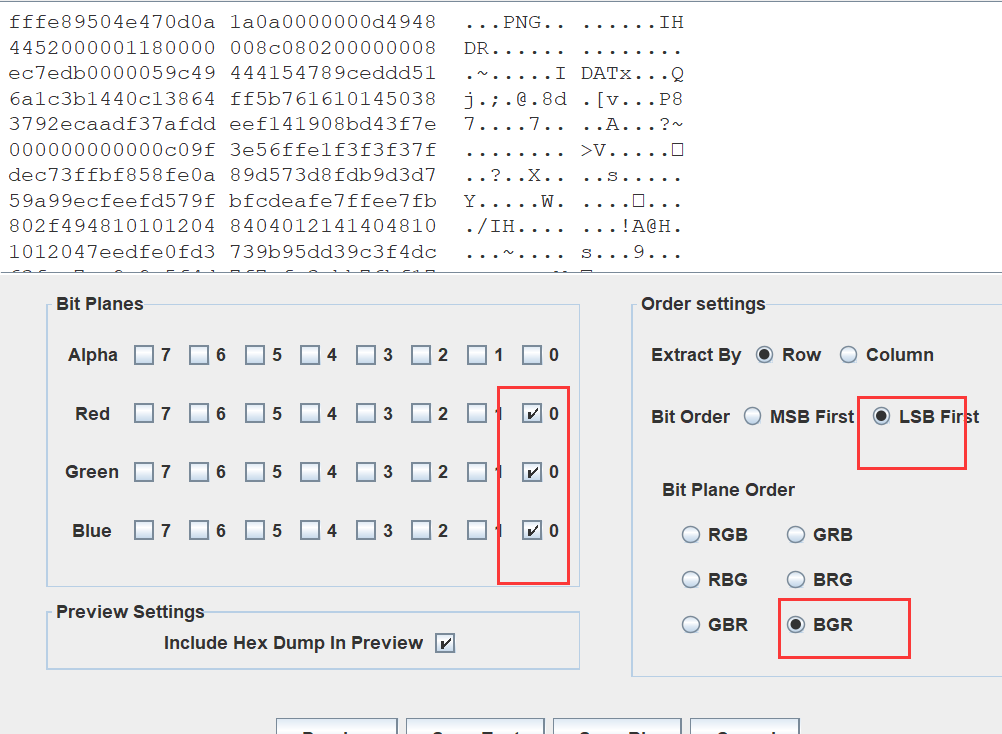 fffe89504e470d0a 1a0a0000000d4948 ...PNG.. ......IH
4452000001180000 008c080200000008 DR...... ........
ec7edb0000059c49 444154789ceddd51 .~.....I DATx...Q
6a1c3b1440c13864 ff5b761610145038 j.;.@.8d .[v...P8
3792ecaadf37afdd eef141908bd43f7e 7....7.. ..A...?~
000000000000c09f 3e56ffe1f3f3f37f ........ >V.....□
dec73ffbf858fe0a 89d573d8fdb9d3d7 ..?..X.. ..s.....
59a99ecfeefd579f bfcdeafe7ffee7fb Y.....W. ....□...
802f494810101204 8404012141404810 ./IH.... ...!A@H.
1012047eedfe0fd3 739b95dd39c3f4dc ...~.... s...9...
Bit Planes
Alpha 7 6 5 4 3 2 1 0
Red 7 6 5 4 3 2 1 0
Green 7 6 5 4 3 2 1 0
Blue 7 6 5 4 3 2 1 0
Preview Settings
Include Hex Dump In Preview
Order settings
Extract By Row Column
Bit Order MSB First LSB First
Bit Plane Order
RGB GRB
RBG BRG
GBR BGR